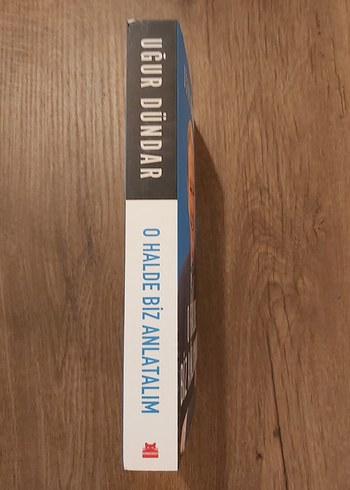 UĞUR DÜNDAR
O HALDE BİZ ANLATALIM